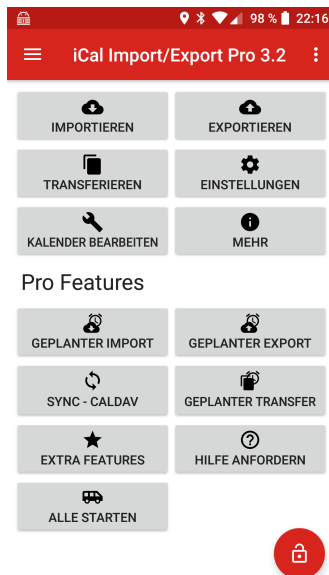 98 % 22:16
iCal Import/Export Pro 3.2
IMPORTIEREN EXPORTIEREN
TRANSFERIEREN EINSTELLUNGEN
KALENDER BEARBEITEN MEHR
Pro Features
GEPLANTER IMPORT GEPLANTER EXPORT
SYNC - CALDAV GEPLANTER TRANSFER
EXTRA FEATURES HILFE ANFORDERN
ALLE STARTEN